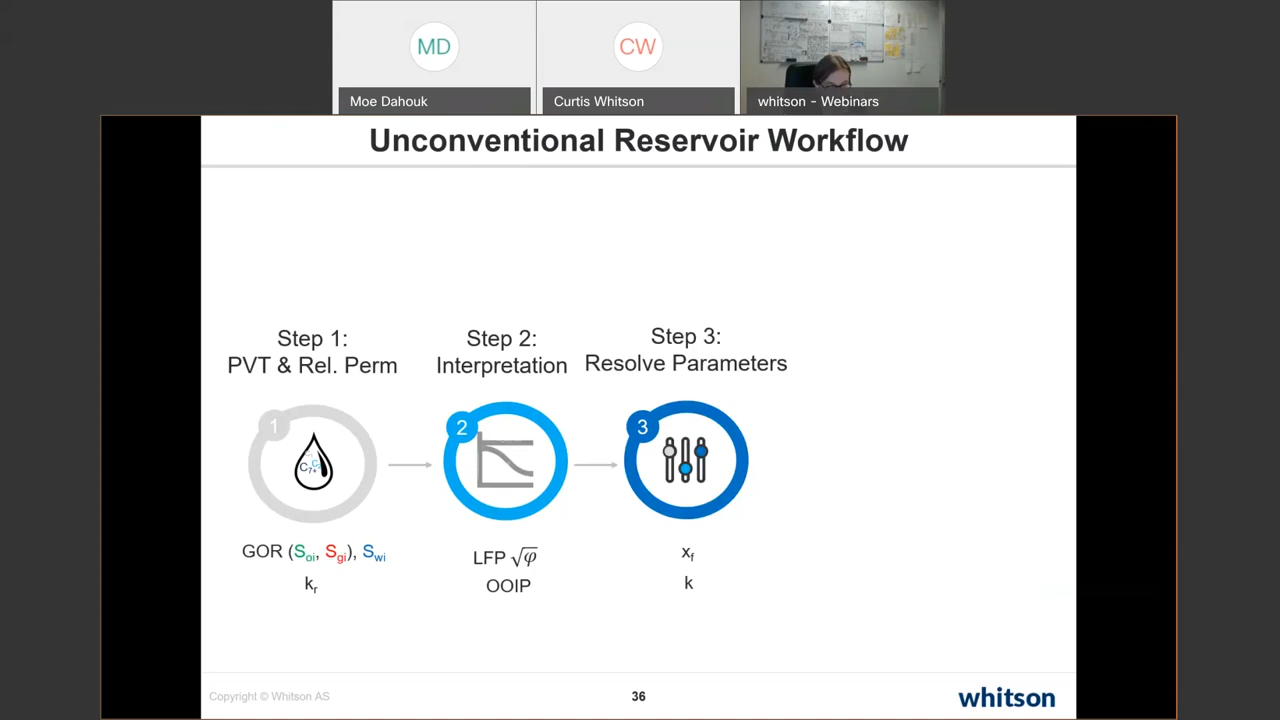 MD
CW
Moe Dahouk
Curtis Whitson
whitson - Webinars
Unconventional Reservoir Workflow
Step 1:
PVT & Rel. Perm
Step 2:
Interpretation
Step 3:
Resolve Parameters
1
2
3
C7+
GOR (Soi, Sgi), Swi
kr
LFP √φ
OOIP
xf
k
Copyright © Whitson AS
36
whitson